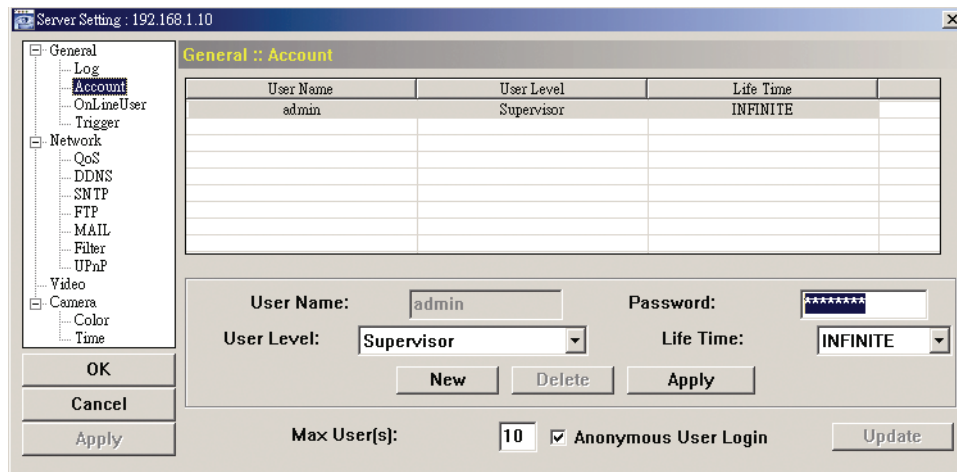 Server Setting : 192.168.1.10
General
Log
Account
OnLineUser
Trigger
Network
QoS
DDNS
SNTP
FTP
MAIL
Filter
UPnP
Video
Camera
Color
Time
OK
Cancel
Apply
General :: Account
User Name User Level Life Time
admin Supervisor INFINITE
User Name: admin Password: ********
User Level: Supervisor Life Time: INFINITE
New Delete Apply
Max User(s): 10 Anonymous User Login Update